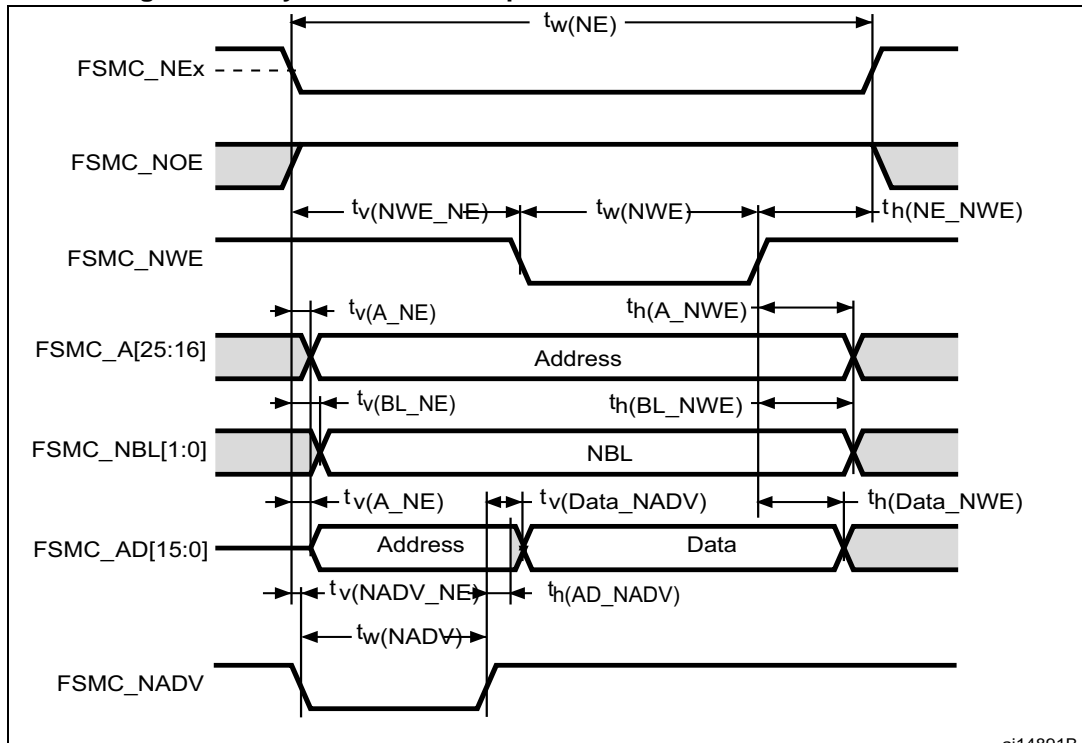 tw(NE)
FSMC_NEx
FSMC_NOE
tv(NWE_NE)
tw(NWE)
th(NE_NWE)
FSMC_NWE
tv(A_NE)
th(A_NWE)
FSMC_A[25:16]
Address
tv(BL_NE)
th(BL_NWE)
FSMC_NBL[1:0]
NBL
tv(A_NE)
tv(Data_NADV)
th(Data_NWE)
FSMC_AD[15:0]
Address
Data
tv(NADV_NE)
th(AD_NADV)
tw(NADV)
FSMC_NADV